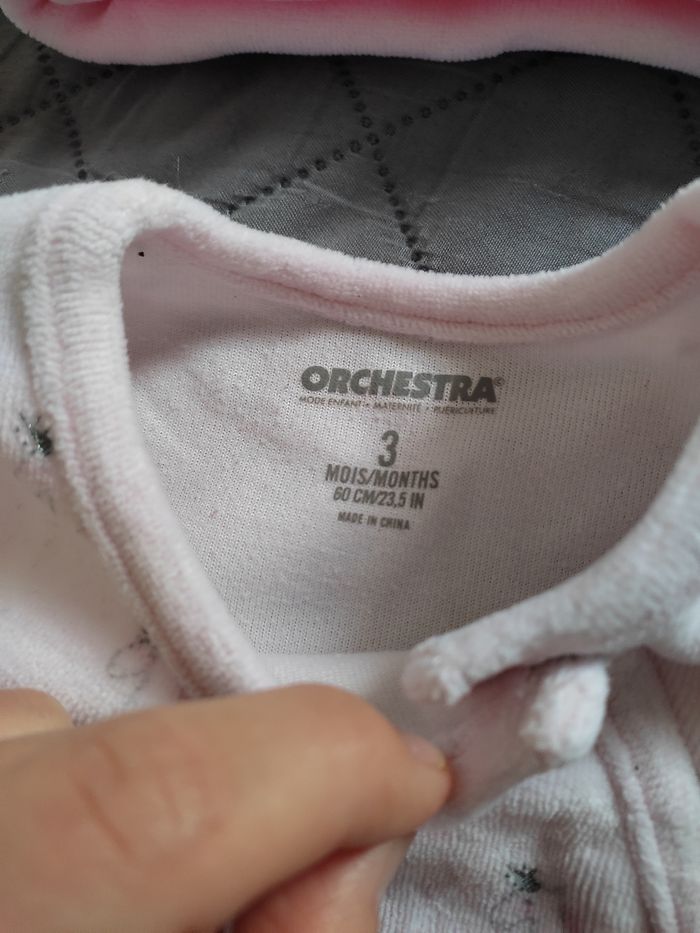 ORCHESTRA®
MODE ENFANT • MATERNITÉ • PUÉRICULTURE
3
MOIS/MONTHS
60 CM/23,5 IN
MADE IN CHINA